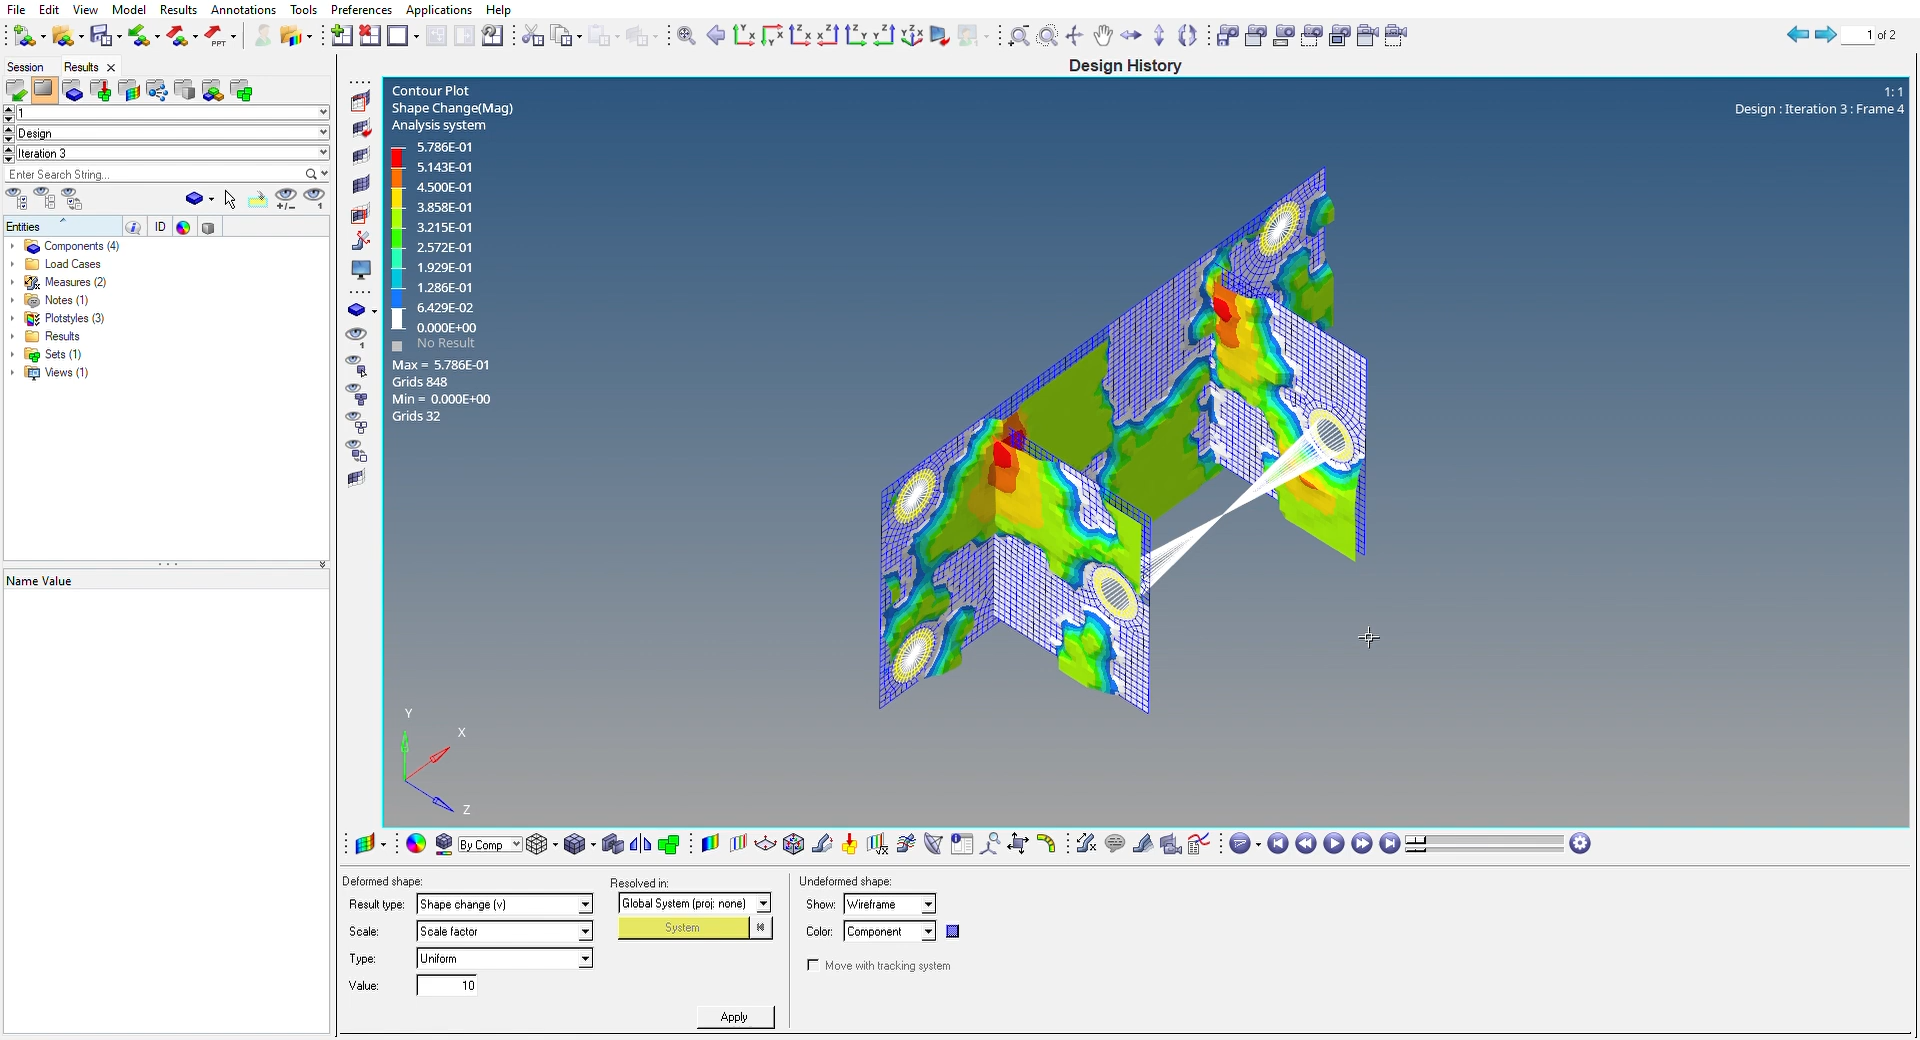 File Edit View Model Results Annotations Tools Preferences Applications Help
PPT
1 of 2
Session Results
1
Design
Iteration 3
Enter Search String...
Entities ID
Components (4)
Load Cases
Measures (2)
Notes (1)
Plotstyles (3)
Results
Sets (1)
Views (1)
Name Value
Design History
Contour Plot
Shape Change(Mag)
Analysis system
5.786E-01
5.143E-01
4.500E-01
3.858E-01
3.215E-01
2.572E-01
1.929E-01
1.286E-01
6.429E-02
0.000E+00
No Result
Max = 5.786E-01
Grids 848
Min = 0.000E+00
Grids 32
1: 1
Design : Iteration 3 : Frame 4
Y
X
Z
By Comp
Deformed shape:
Result type: Shape change (v)
Scale: Scale factor
Type: Uniform
Value: 10
Resolved in:
Global System (proj: none)
System
Apply
Undeformed shape:
Show: Wireframe
Color: Component
Move with tracking system